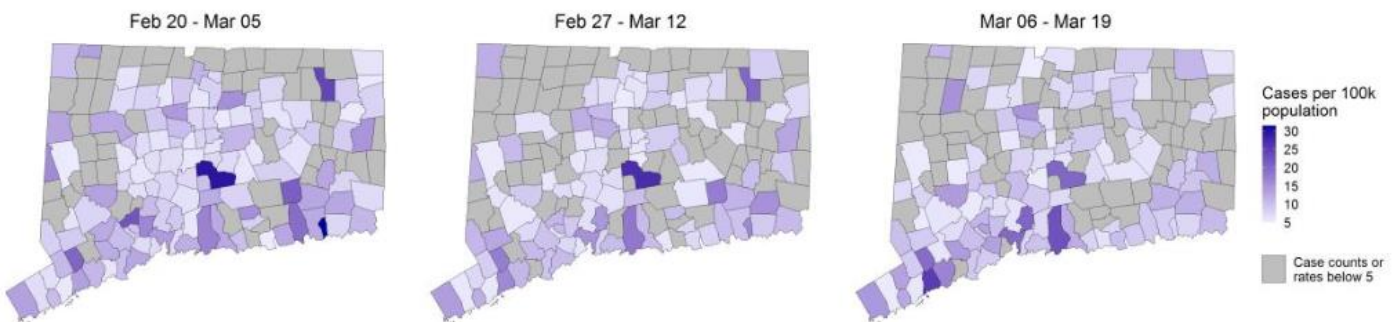 Feb 20 - Mar 05
Feb 27 - Mar 12
Mar 06 - Mar 19
Cases per 100k
population
30
25
20
15
10
5
Case counts or
rates below 5